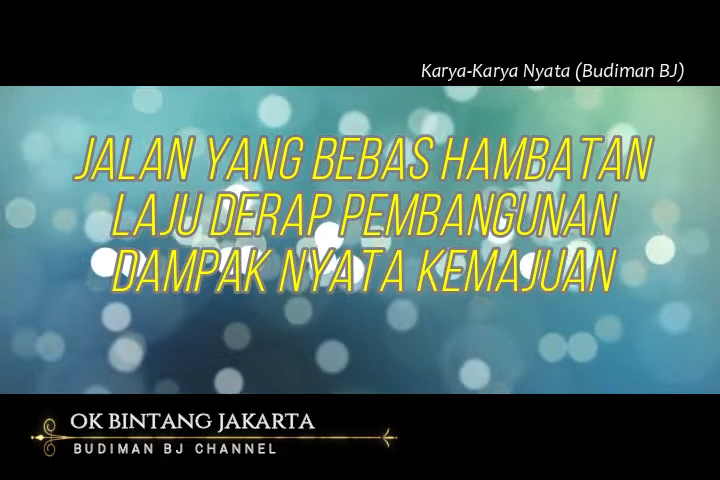 Karya-Karya Nyata (Budiman BJ)
JALAN YANG BEBAS HAMBATAN
LAJU DERAP PEMBANGUNAN
DAMPAK NYATA KEMAJUAN
OK BINTANG JAKARTA
BUDIMAN BJ CHANNEL